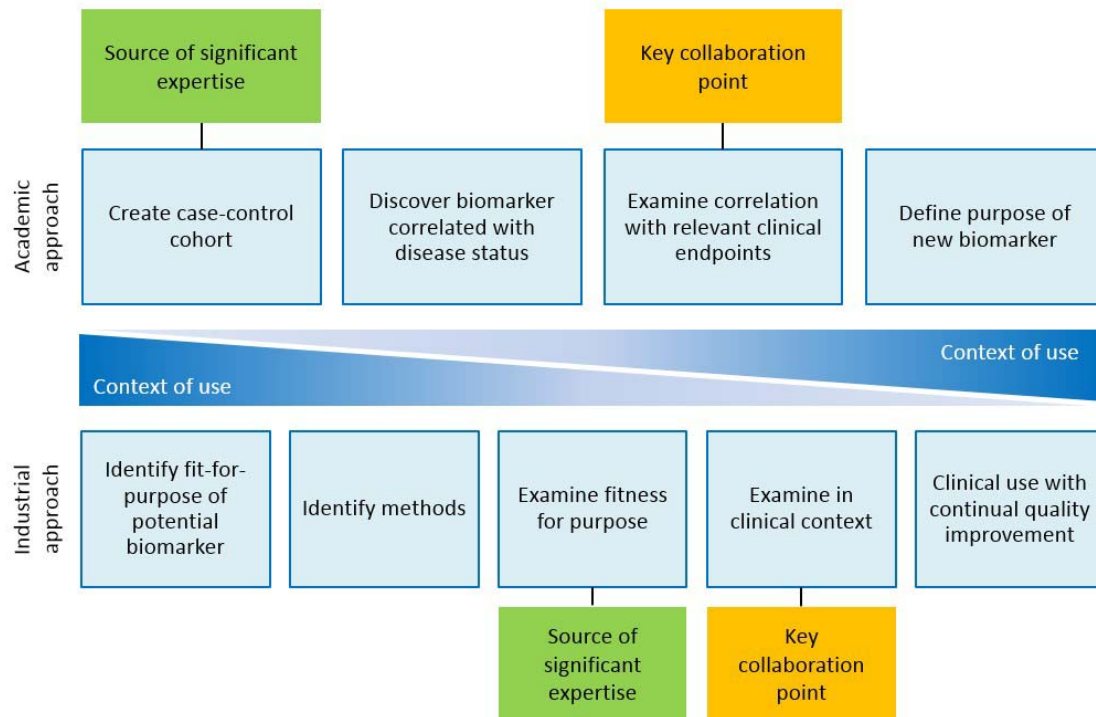 Source of significant
expertise
Key collaboration
point
Academic
approach
Create case-control
cohort
Discover biomarker
correlated with
disease status
Examine correlation
with relevant clinical
endpoints
Define purpose of
new biomarker
Context of use
Context of use
Industrial
approach
Identify fit-for-
purpose of
potential
biomarker
Identify methods
Examine fitness
for purpose
Examine in
clinical context
Clinical use with
continual quality
improvement
Source of
significant
expertise
Key
collaboration
point